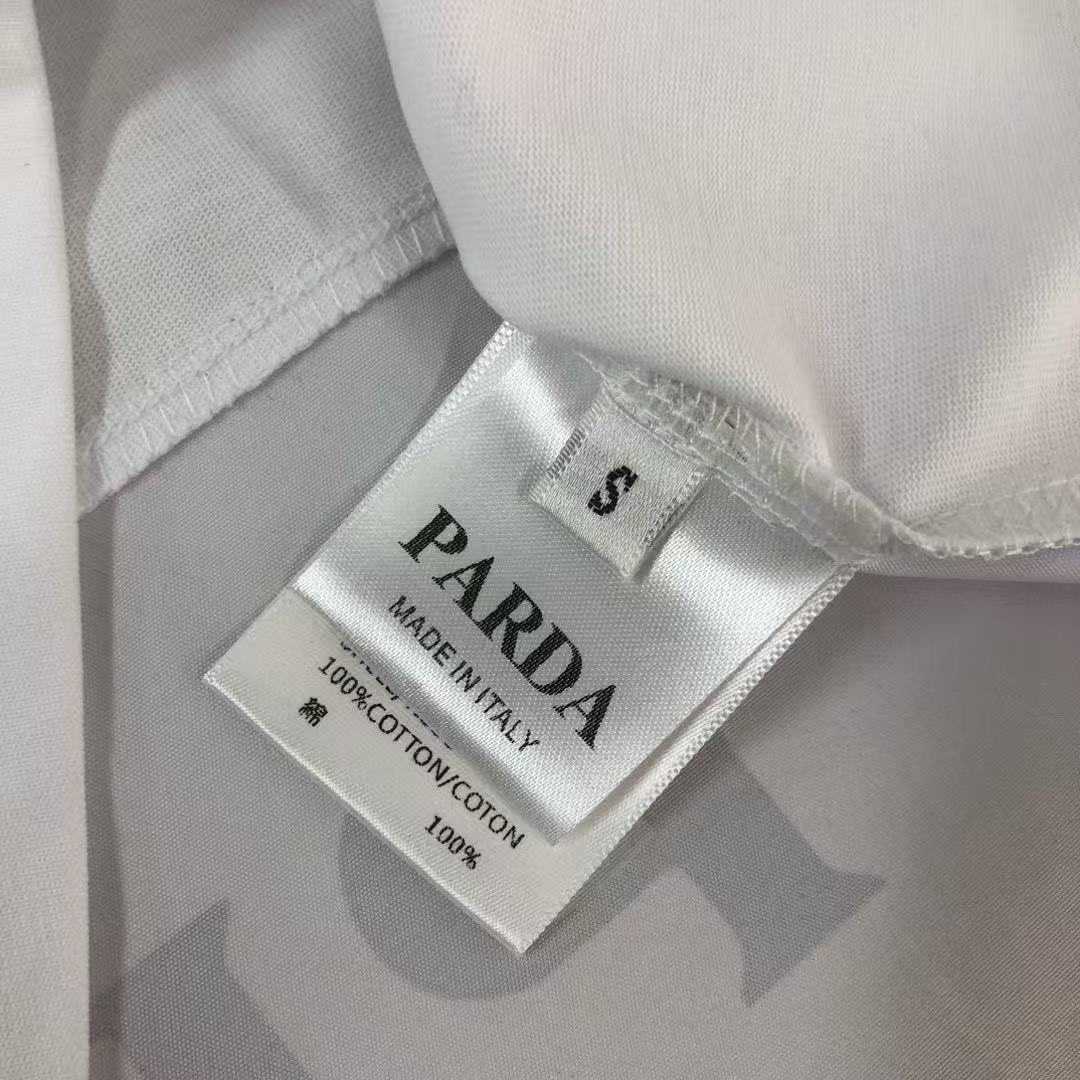 S
PARDA
MADE IN ITALY
100%COTTON/COTON
綿 100%